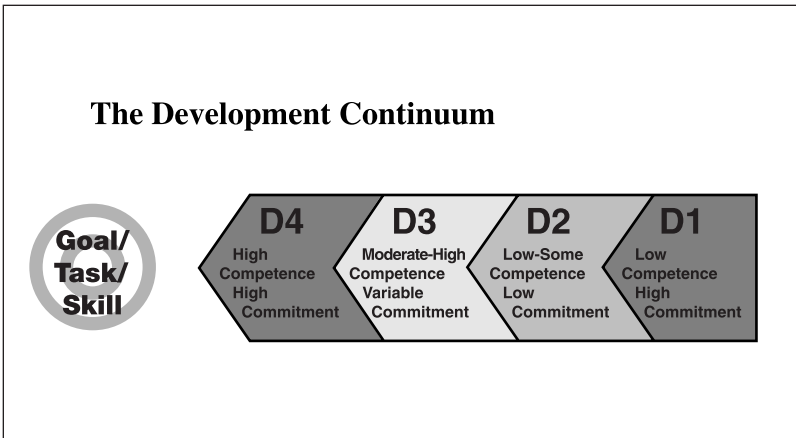 The Development Continuum
Goal/
Task/
Skill
D4
High
Competence
High
Commitment
D3
Moderate-High
Competence
Variable
Commitment
D2
Low-Some
Competence
Low
Commitment
D1
Low
Competence
High
Commitment